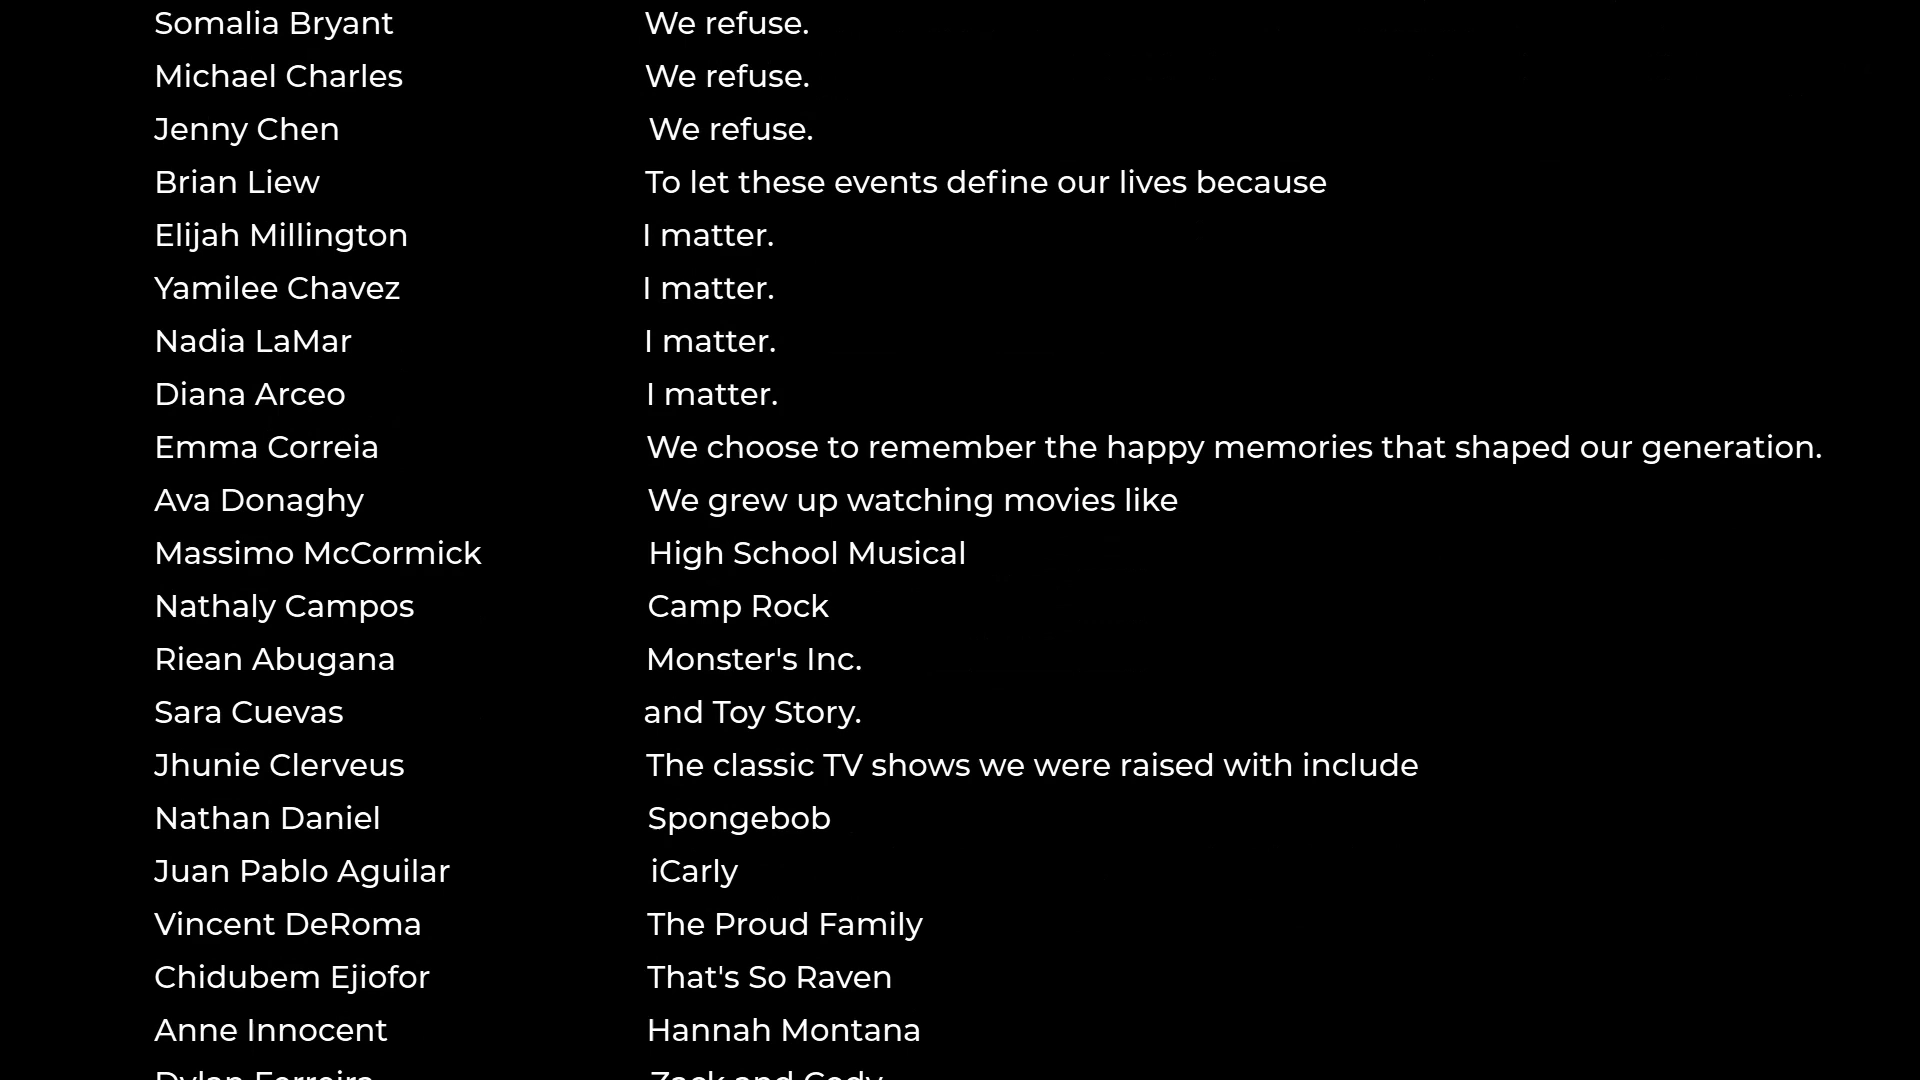 Somalia Bryant We refuse.
Michael Charles We refuse.
Jenny Chen We refuse.
Brian Liew To let these events define our lives because
Elijah Millington I matter.
Yamilee Chavez I matter.
Nadia LaMar I matter.
Diana Arceo I matter.
Emma Correia We choose to remember the happy memories that shaped our generation.
Ava Donaghy We grew up watching movies like
Massimo McCormick High School Musical
Nathaly Campos Camp Rock
Riean Abugana Monster's Inc.
Sara Cuevas and Toy Story.
Jhunie Clerveus The classic TV shows we were raised with include
Nathan Daniel Spongebob
Juan Pablo Aguilar iCarly
Vincent DeRoma The Proud Family
Chidubem Ejiofor That's So Raven
Anne Innocent Hannah Montana
Dylan Ferreira Zack and Cody